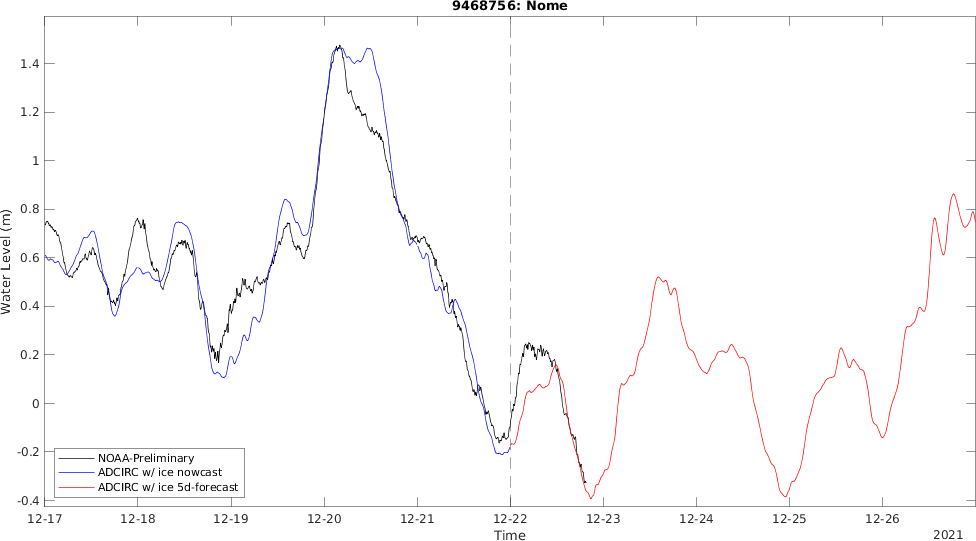 9468756: Nome
Water Level (m)
1.4
1.2
1
0.8
0.6
0.4
0.2
0
-0.2
-0.4
NOAA-Preliminary
ADCIRC w/ ice nowcast
ADCIRC w/ ice 5d-forecast
12-17 12-18 12-19 12-20 12-21 12-22 12-23 12-24 12-25 12-26
Time
2021